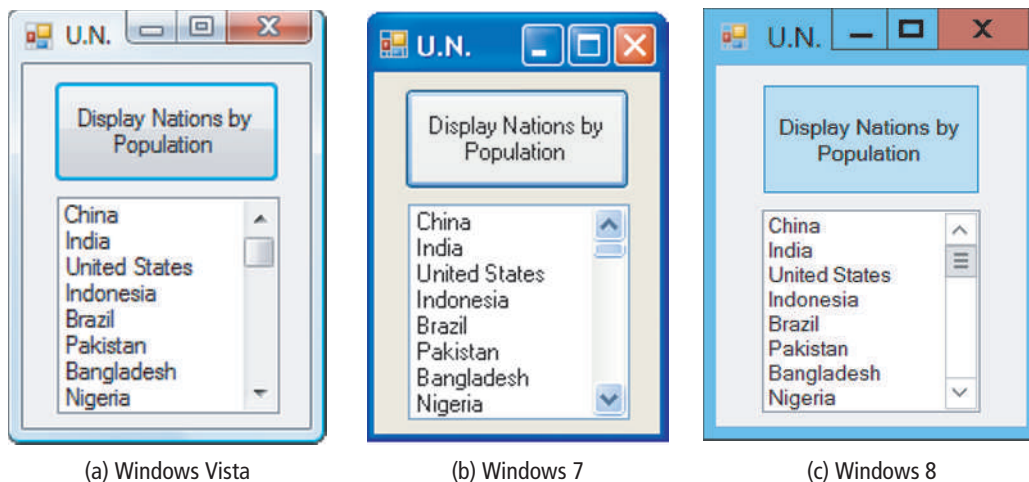 U.N.
Display Nations by
Population
China
India
United States
Indonesia
Brazil
Pakistan
Bangladesh
Nigeria
(a) Windows Vista
U.N.
Display Nations by
Population
China
India
United States
Indonesia
Brazil
Pakistan
Bangladesh
Nigeria
(b) Windows 7
U.N.
Display Nations by
Population
China
India
United States
Indonesia
Brazil
Pakistan
Bangladesh
Nigeria
(c) Windows 8